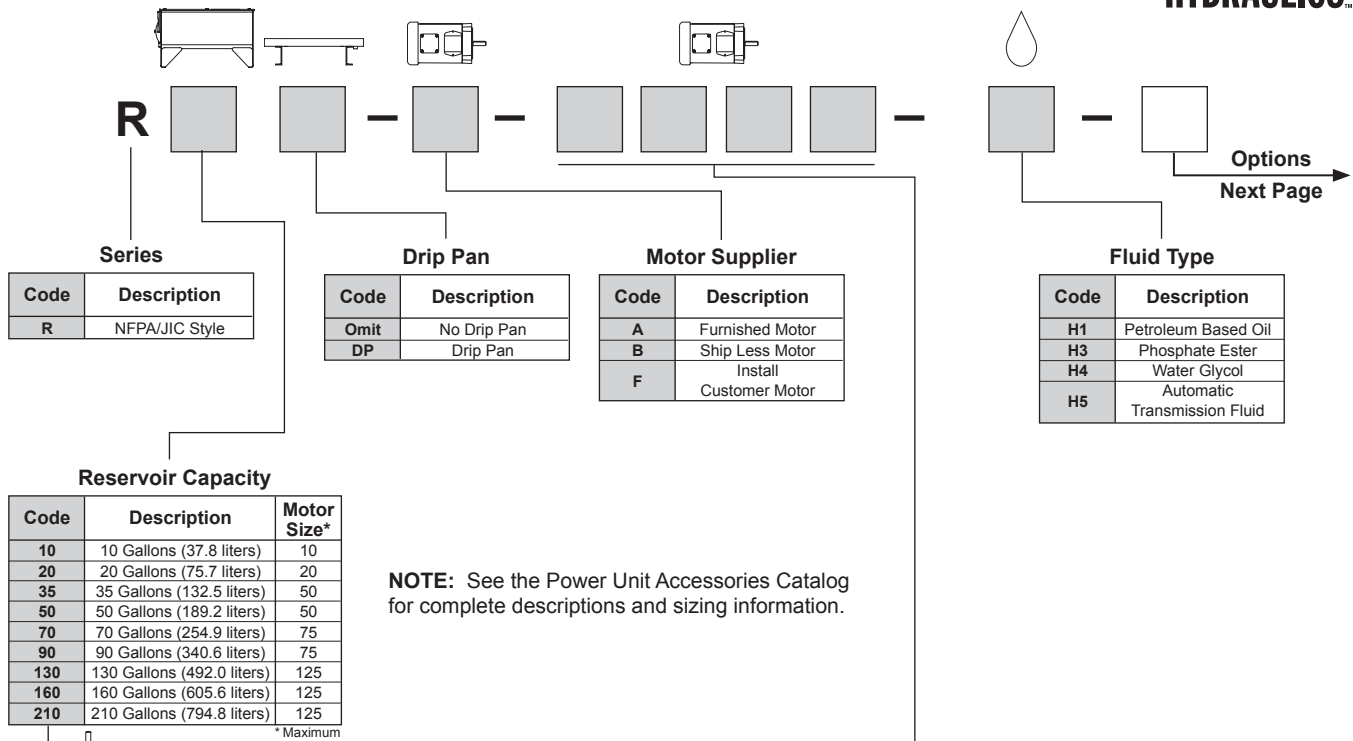 HYDRAULICS™
R
Options
Next Page
Series
Code Description
R NFPA/JIC Style
Drip Pan
Code Description
Omit No Drip Pan
DP Drip Pan
Motor Supplier
Code Description
A Furnished Motor
B Ship Less Motor
F Install
Customer Motor
Fluid Type
Code Description
H1 Petroleum Based Oil
H3 Phosphate Ester
H4 Water Glycol
H5 Automatic
Transmission Fluid
Reservoir Capacity
Code Description Motor
Size*
10 10 Gallons (37.8 liters) 10
20 20 Gallons (75.7 liters) 20
35 35 Gallons (132.5 liters) 50
50 50 Gallons (189.2 liters) 50
70 70 Gallons (254.9 liters) 75
90 90 Gallons (340.6 liters) 75
130 130 Gallons (492.0 liters) 125
160 160 Gallons (605.6 liters) 125
210 210 Gallons (794.8 liters) 125
* Maximum
NOTE: See the Power Unit Accessories Catalog
for complete descriptions and sizing information.